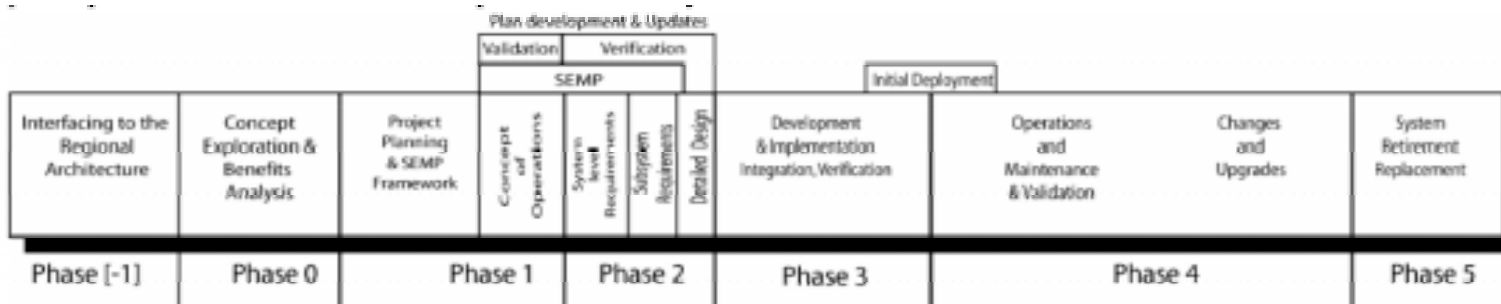 Plan development & Updates
Validation
Verification
SEMP
Initial Deployment
Interfacing to the
Regional
Architecture
Concept
Exploration &
Benefits
Analysis
Project
Planning
& SEMP
Framework
Concept
of
Operations
System
level
Requirements
Subsystem
Requirements
Detailed Design
Development
& Implementation
Integration, Verification
Operations
and
Maintenance
& Validation
Changes
and
Upgrades
System
Retirement
Replacement
Phase [-1]
Phase 0
Phase 1
Phase 2
Phase 3
Phase 4
Phase 5